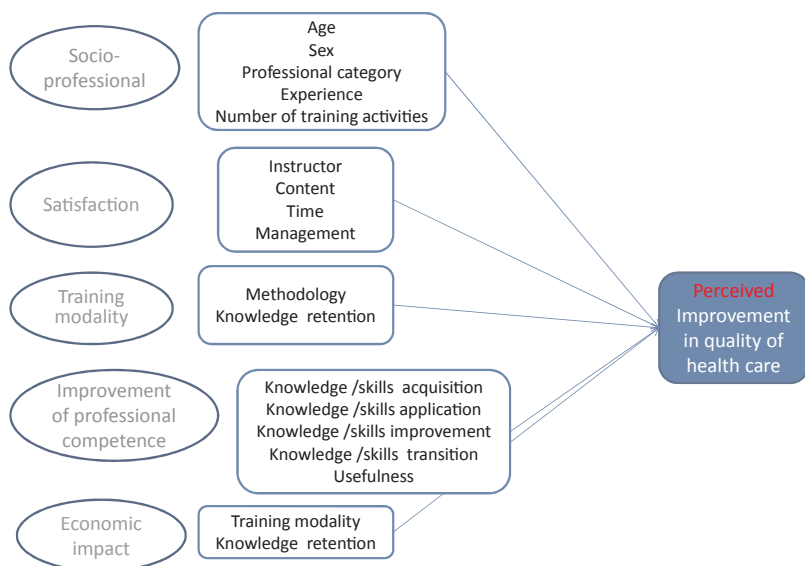 Socio-
professional
Age
Sex
Professional category
Experience
Number of training activities
Satisfaction
Instructor
Content
Time
Management
Training
modality
Methodology
Knowledge retention
Improvement
of professional
competence
Knowledge /skills acquisition
Knowledge /skills application
Knowledge /skills improvement
Knowledge /skills transition
Usefulness
Economic
impact
Training modality
Knowledge retention
Perceived
Improvement
in quality of
health care